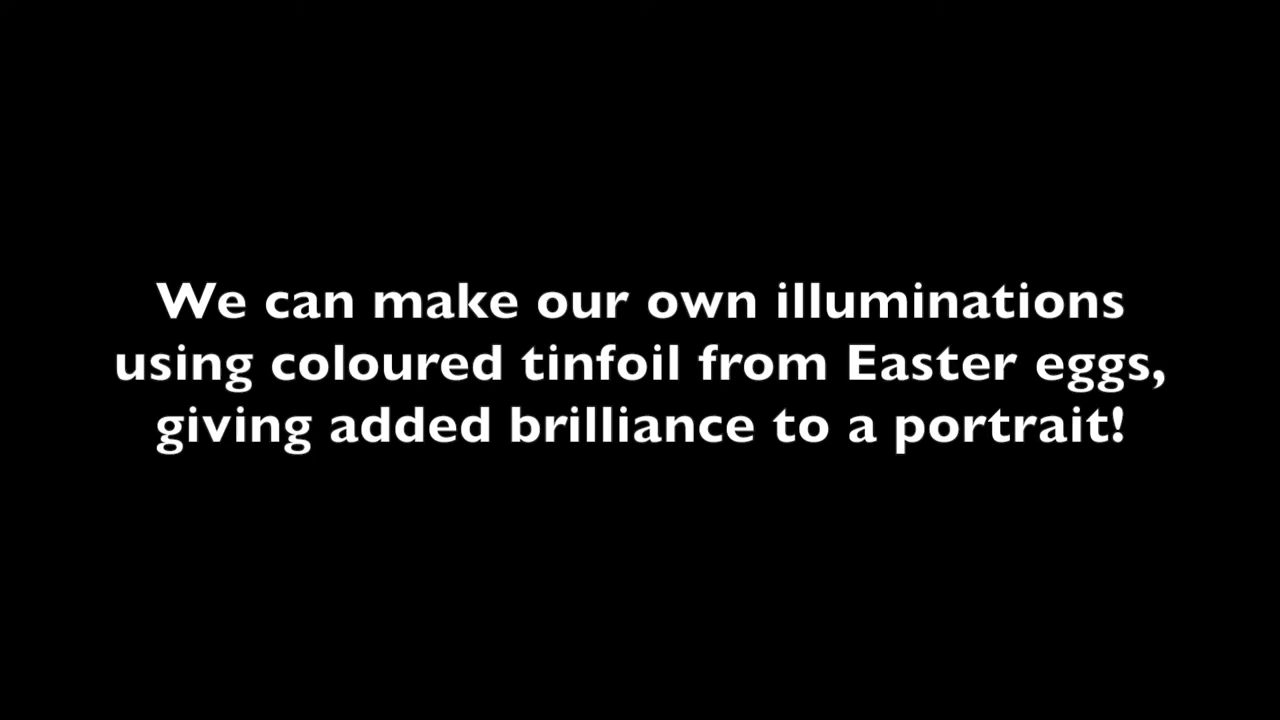 We can make our own illuminations
using coloured tinfoil from Easter eggs,
giving added brilliance to a portrait!